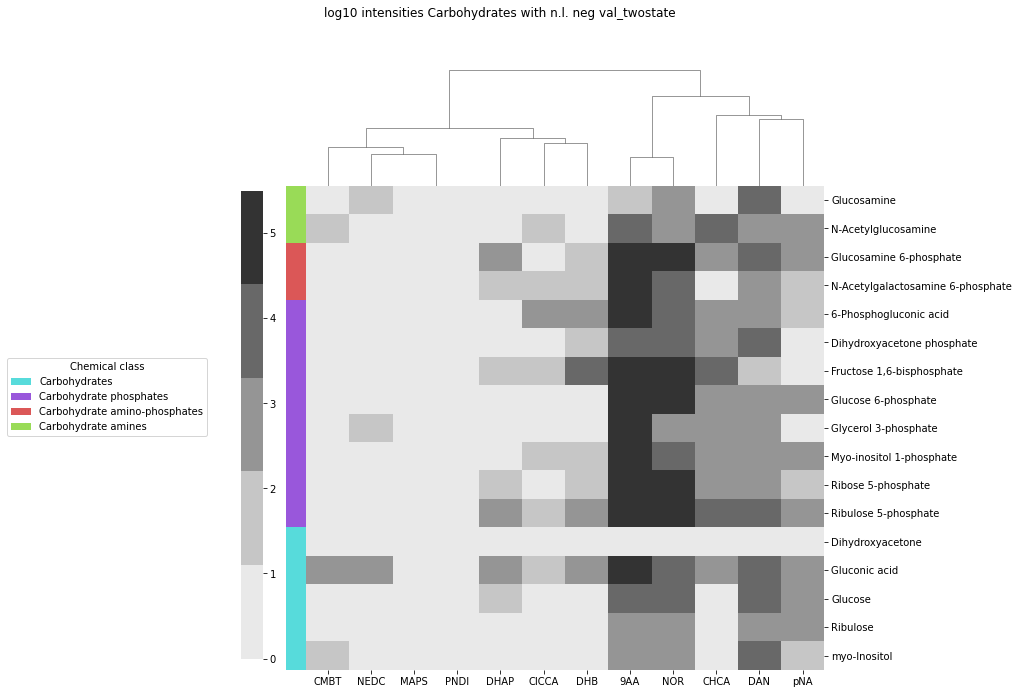 log10 intensities Carbohydrates with n.l. neg val_twostate
Chemical class
Carbohydrates
Carbohydrate phosphates
Carbohydrate amino-phosphates
Carbohydrate amines
5
4
3
2
1
0
Glucosamine
N-Acetylglucosamine
Glucosamine 6-phosphate
N-Acetylgalactosamine 6-phosphate
6-Phosphogluconic acid
Dihydroxyacetone phosphate
Fructose 1,6-bisphosphate
Glucose 6-phosphate
Glycerol 3-phosphate
Myo-inositol 1-phosphate
Ribose 5-phosphate
Ribulose 5-phosphate
Dihydroxyacetone
Gluconic acid
Glucose
Ribulose
myo-Inositol
CMBT NEDC MAPS PNDI DHAP ClCCA DHB 9AA NOR CHCA DAN pNA